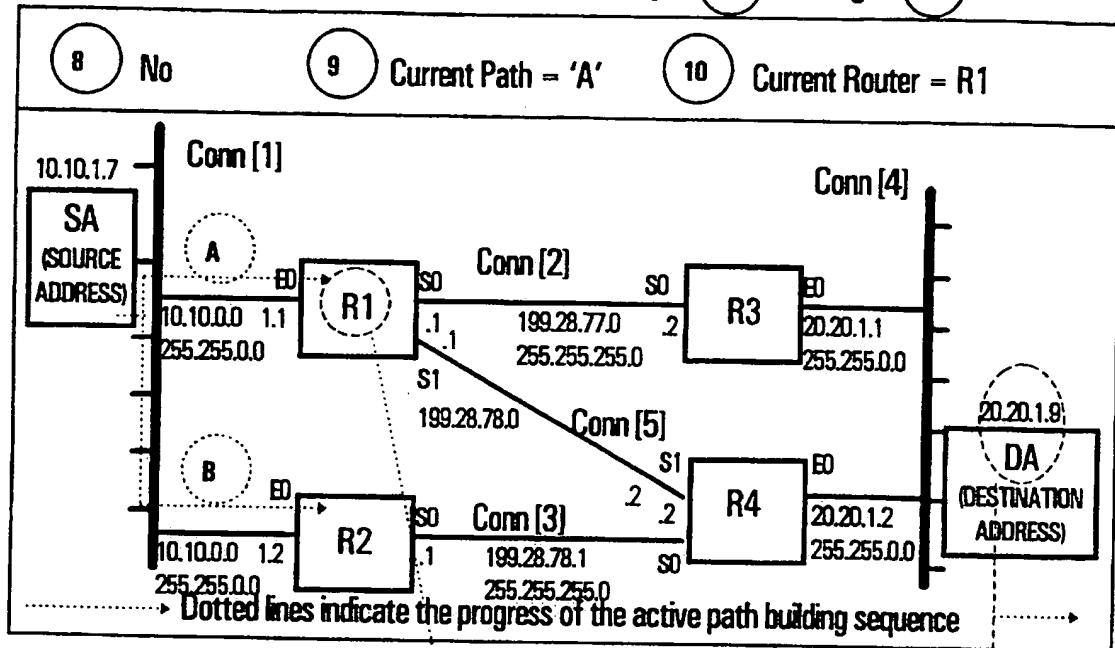 8 No
9 Current Path = 'A'
10 Current Router = R1
Conn [1]
Conn [4]
10.10.1.7
SA
(SOURCE
ADDRESS)
A
E0
R1
S0
Conn [2]
S0
R3
E0
10.10.0.0 1.1
255.255.0.0
.1
.1
199.28.77.0
255.255.255.0
.2
20.20.1.1
255.255.0.0
S1
199.28.78.0
Conn [5]
20.20.1.9
DA
(DESTINATION
ADDRESS)
B
E0
R2
S0
Conn [3]
S1
.2
.2
R4
E0
20.20.1.2
255.255.0.0
10.10.0.0 1.2
255.255.0.0
.1
199.28.78.1
255.255.255.0
S0
Dotted lines indicate the progress of the active path building sequence